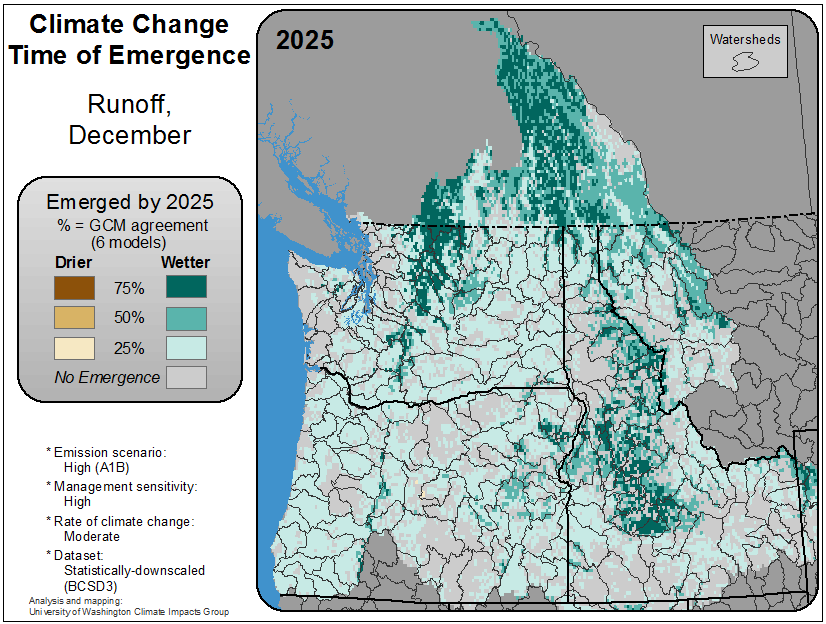 Climate Change
Time of Emergence
Runoff,
December
Emerged by 2025
% = GCM agreement
(6 models)
Drier Wetter
75%
50%
25%
No Emergence
* Emission scenario:
High (A1B)
* Management sensitivity:
High
* Rate of climate change:
Moderate
* Dataset:
Statistically-downscaled
(BCSD3)
Analysis and mapping:
University of Washington Climate Impacts Group
2025
Watersheds